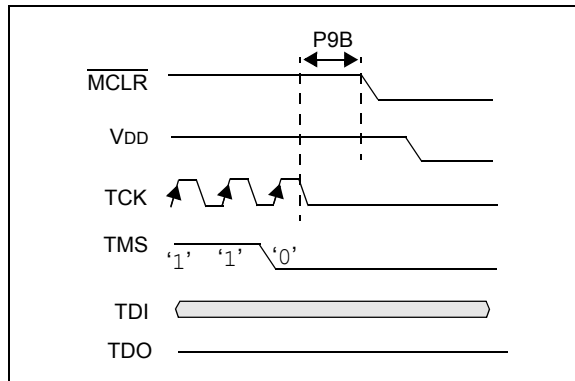 P9B
MCLR
VDD
TCK
TMS
‘1’ ‘1’ ‘0’
TDI
TDO